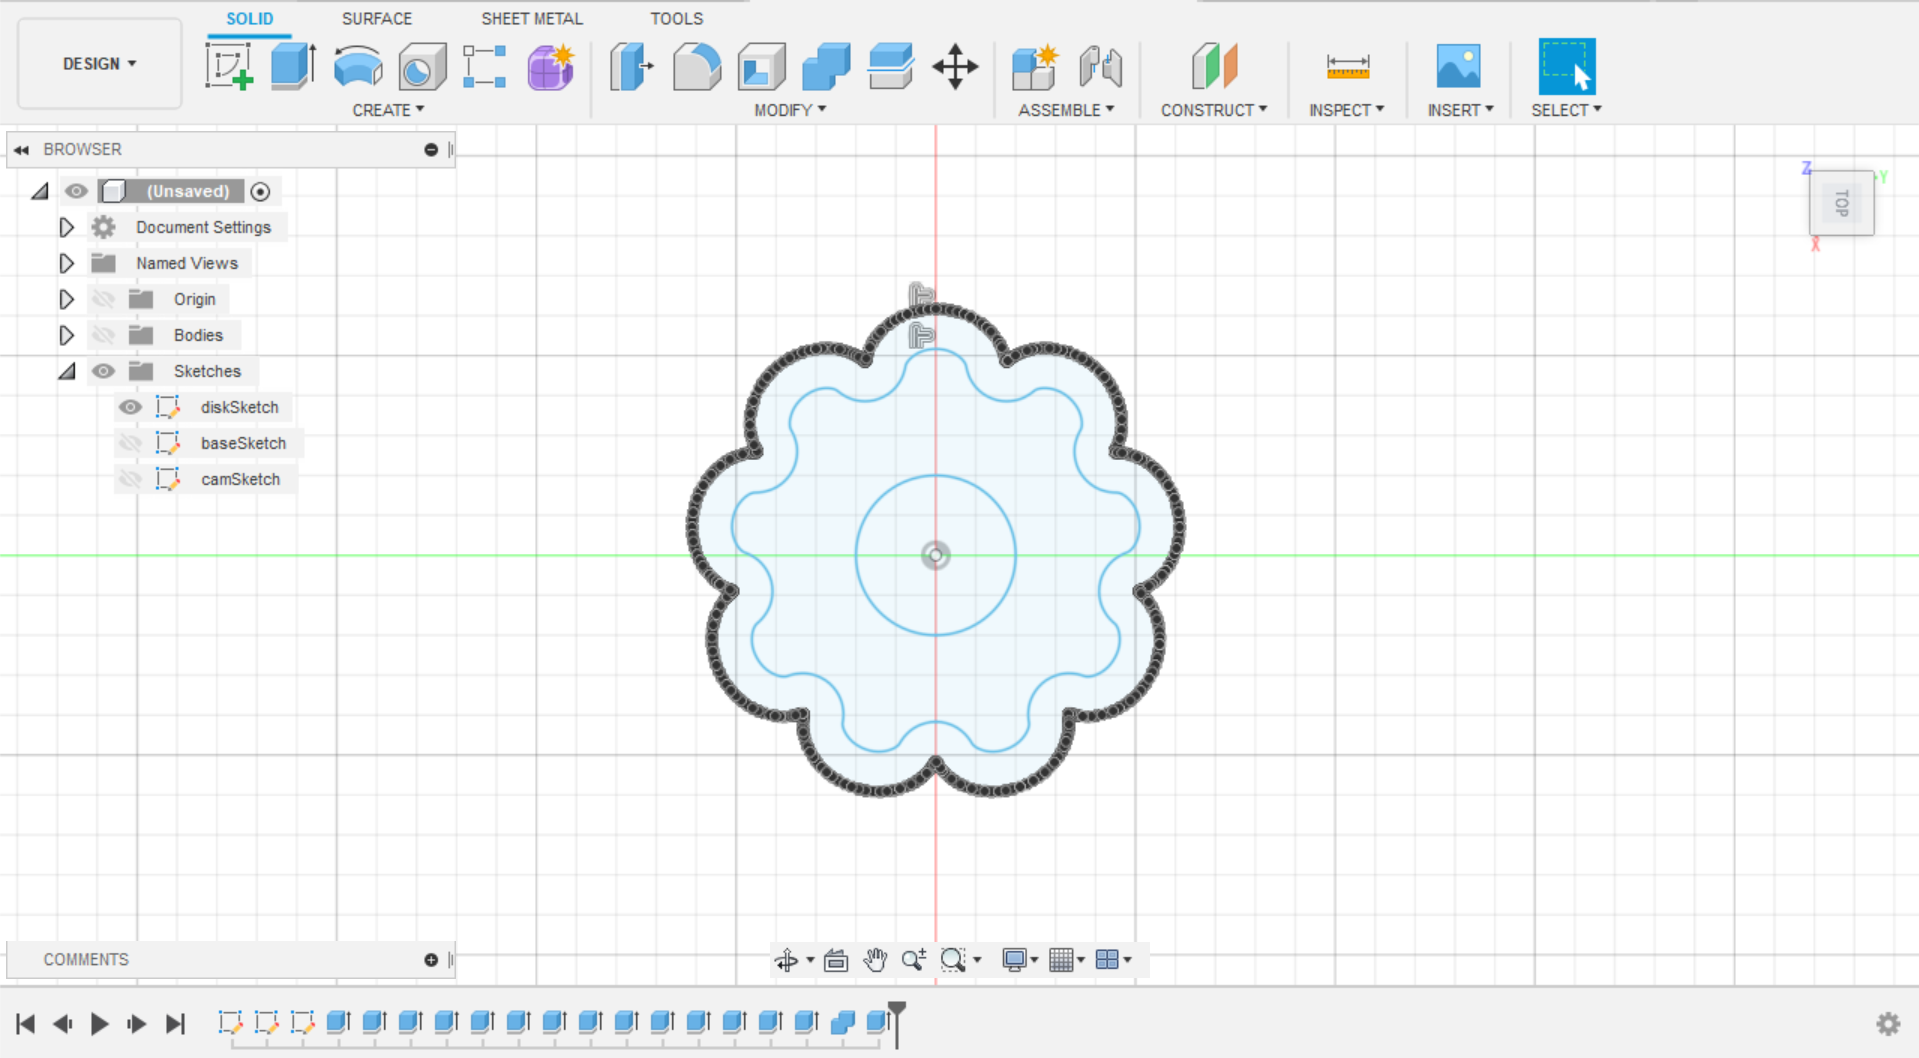 SOLID SURFACE SHEET METAL TOOLS
DESIGN
CREATE MODIFY ASSEMBLE CONSTRUCT INSPECT INSERT SELECT
BROWSER
(Unsaved)
Document Settings
Named Views
Origin
Bodies
Sketches
diskSketch
baseSketch
camSketch
Z
Y
TOP
X
COMMENTS